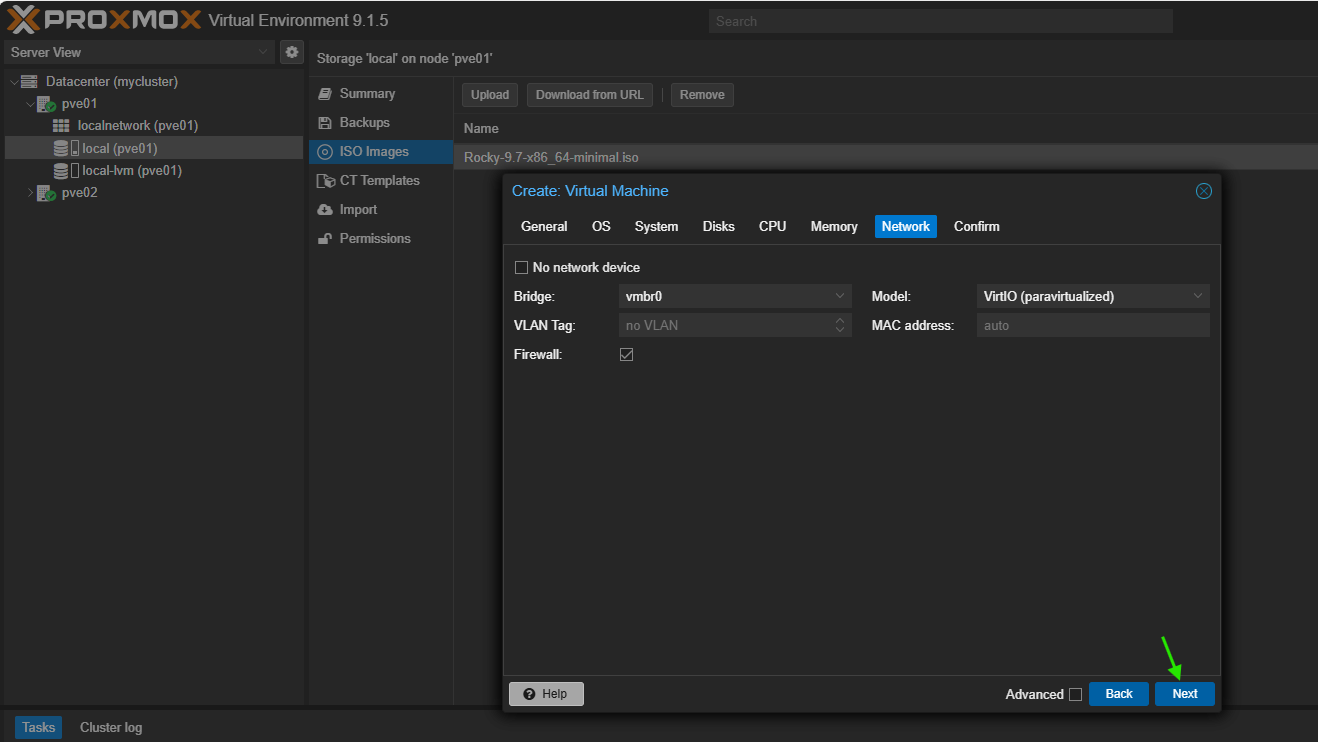 PROXMOX Virtual Environment 9.1.5
Search
Server View
Datacenter (mycluster)
pve01
localnetwork (pve01)
local (pve01)
local-lvm (pve01)
pve02
Storage 'local' on node 'pve01'
Summary
Backups
ISO Images
CT Templates
Import
Permissions
Upload
Download from URL
Remove
Name
Rocky-9.7-x86_64-minimal.iso
Create: Virtual Machine
General OS System Disks CPU Memory Network Confirm
No network device
Bridge: vmbr0 Model: VirtIO (paravirtualized)
VLAN Tag: no VLAN MAC address: auto
Firewall:
Help Advanced Back Next
Tasks Cluster log